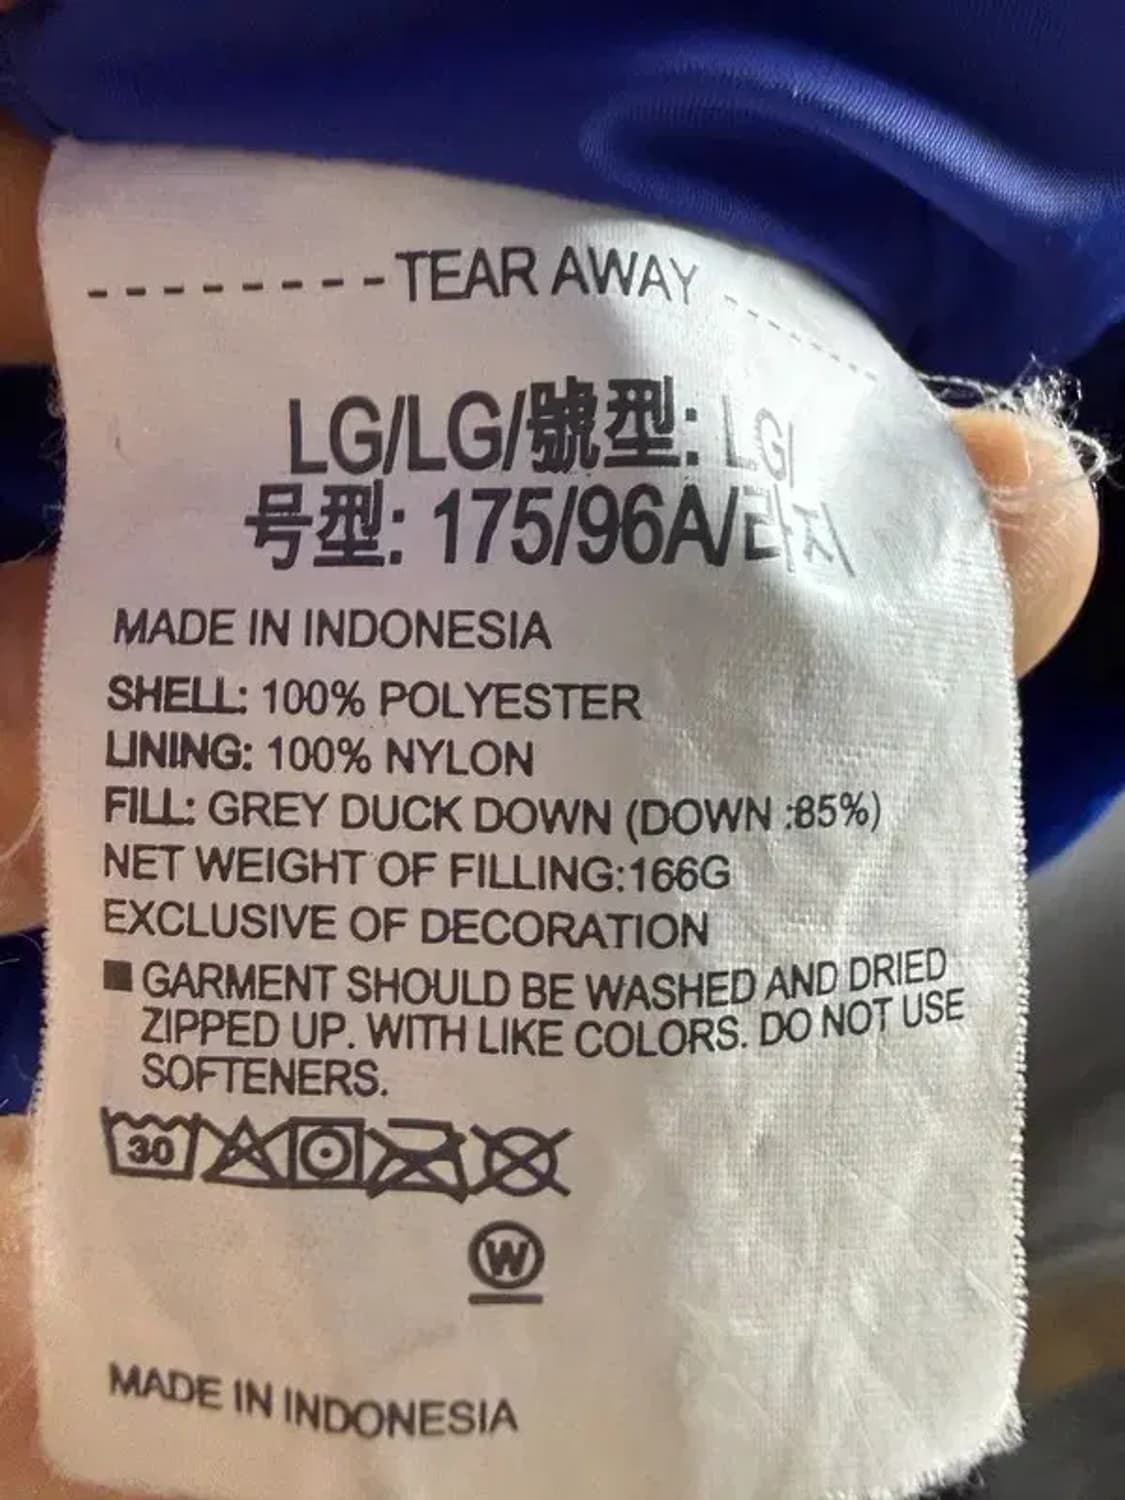 --------TEAR AWAY--------
LG/LG/號型: LG/
号型: 175/96A/라지
MADE IN INDONESIA
SHELL: 100% POLYESTER
LINING: 100% NYLON
FILL: GREY DUCK DOWN (DOWN :85%)
NET WEIGHT OF FILLING:166G
EXCLUSIVE OF DECORATION
■ GARMENT SHOULD BE WASHED AND DRIED
ZIPPED UP. WITH LIKE COLORS. DO NOT USE
SOFTENERS.
30
W
MADE IN INDONESIA